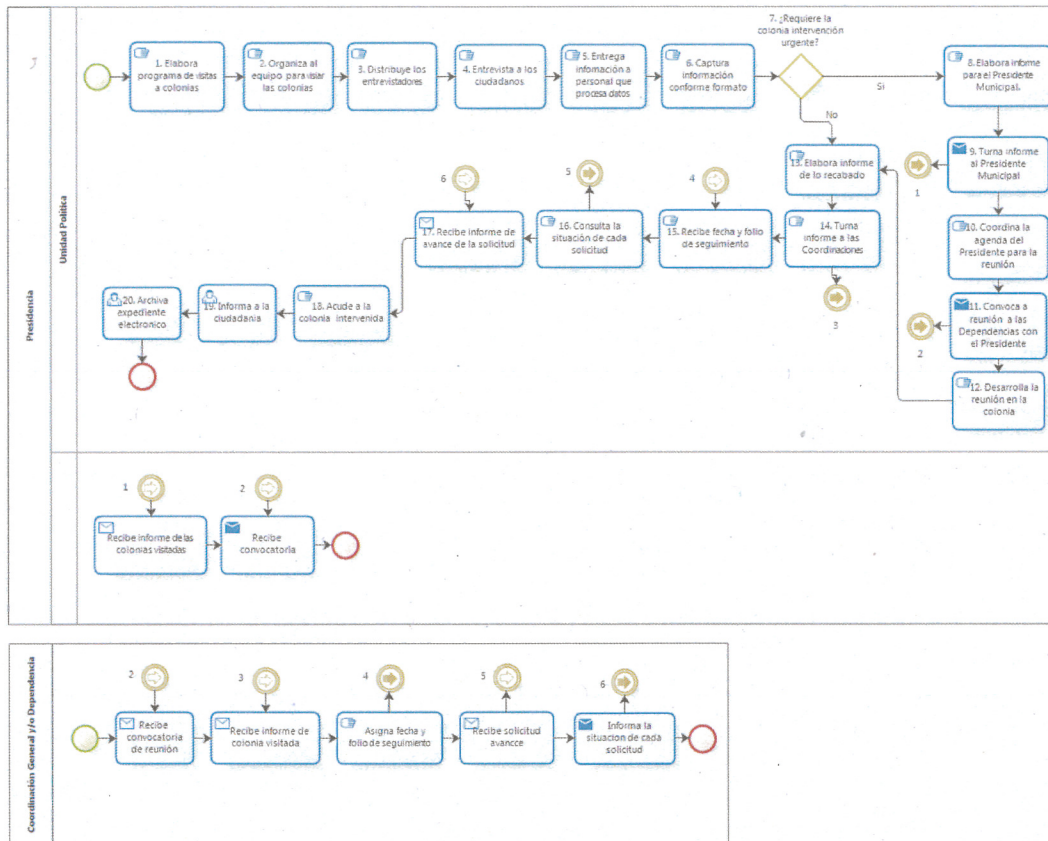 Presidencia
Unidad Política
1. Elabora
programa de visitas
a colonias
2. Organiza al
equipo para visiar
las colonias
3. Distribuye los
entrevistadores
4. Entrevista a los
ciudadanos
5. Entrega
infomación a
personal que
procesa datos
6. Captura
información
conforme formato
7. ¿Requiere la
colonia intervención
urgente?
Si
No
8. Elabora informe
para el Presidente
Municipal.
9. Turna informe
al Presidente
Municipal
1
10. Coordina la
agenda del
Presidente para la
reunión
11. Convoca a
reunión a las
Dependencias con
el Presidente
2
12. Desarrolla la
reunión en la
colonia
13. Elabora informe
de lo recabado
14. Turna
informe a las
Coordinadores
3
4
15. Recibe fecha y folio
de seguimiento
5
16. Consulta la
situación de cada
solicitud
6
17. Recibe informe de
avance de la solicitud
18. Acude a la
colonia intervenida
19. Informa a la
ciudadania
20. Archiva
expediente
electronico
1
Recibe informe de las
colonias visitadas
2
Recibe
convocatoria
Coordinación General y/o Dependencia
2
Recibe
convocatoria
de reunión
3
Recibe informe de
colonia visitada
4
Asigna fecha y
folio de seguimiento
5
Recibe solicitud
avancce
6
Informa la
situacion de cada
solicitud